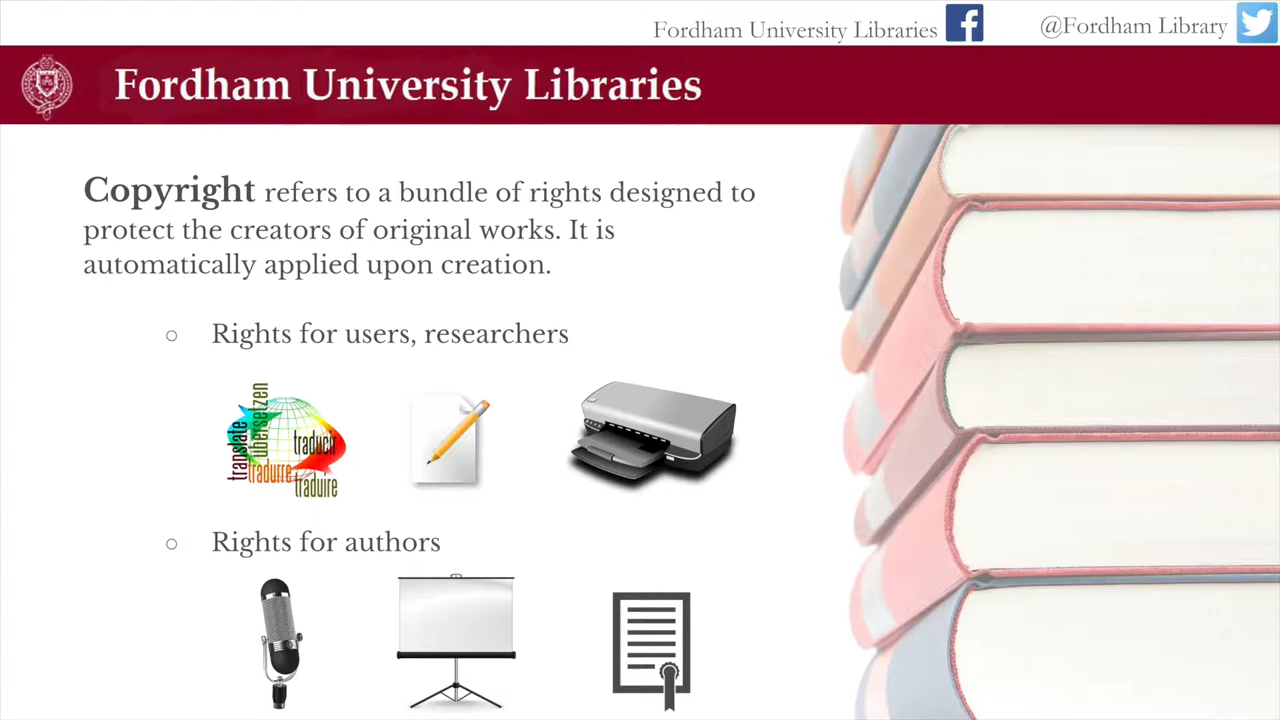 Fordham University Libraries
@Fordham Library
Fordham University Libraries
Copyright refers to a bundle of rights designed to
protect the creators of original works. It is
automatically applied upon creation.
○ Rights for users, researchers
translate
übersetzen
traducir
tradurre
traduire
○ Rights for authors